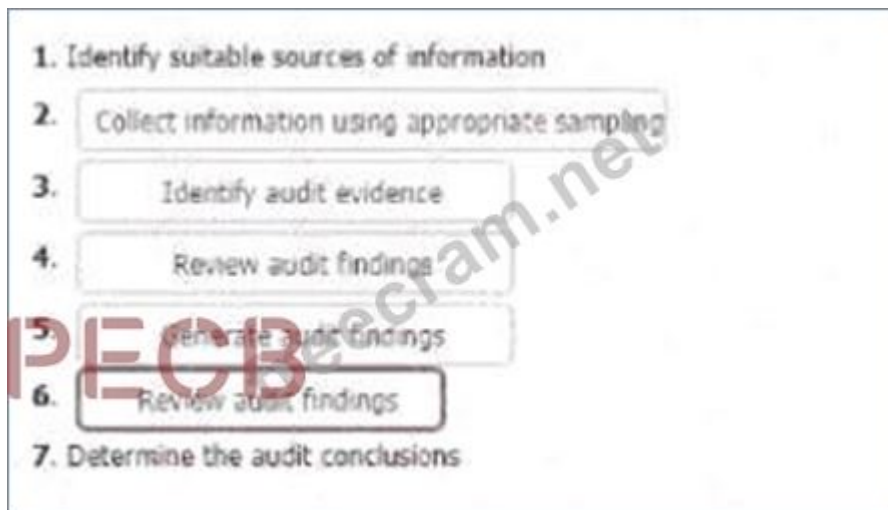 1. Identify suitable sources of information
2. Collect information using appropriate sampling
3. Identify audit evidence
4. Review audit findings
5. Generate audit findings
6. Review audit findings
7. Determine the audit conclusions
PECB